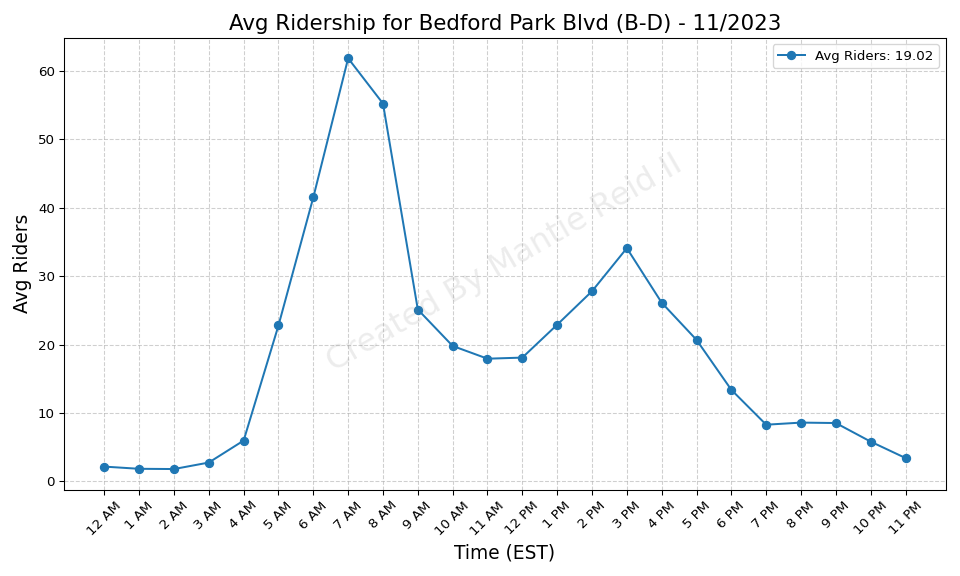 Avg Ridership for Bedford Park Blvd (B-D) - 11/2023
Avg Riders: 19.02
Avg Riders
60
50
40
30
20
10
0
Created By Mantie Reid II
12 AM
1 AM
2 AM
3 AM
4 AM
5 AM
6 AM
7 AM
8 AM
9 AM
10 AM
11 AM
12 PM
1 PM
2 PM
3 PM
4 PM
5 PM
6 PM
7 PM
8 PM
9 PM
10 PM
11 PM
Time (EST)